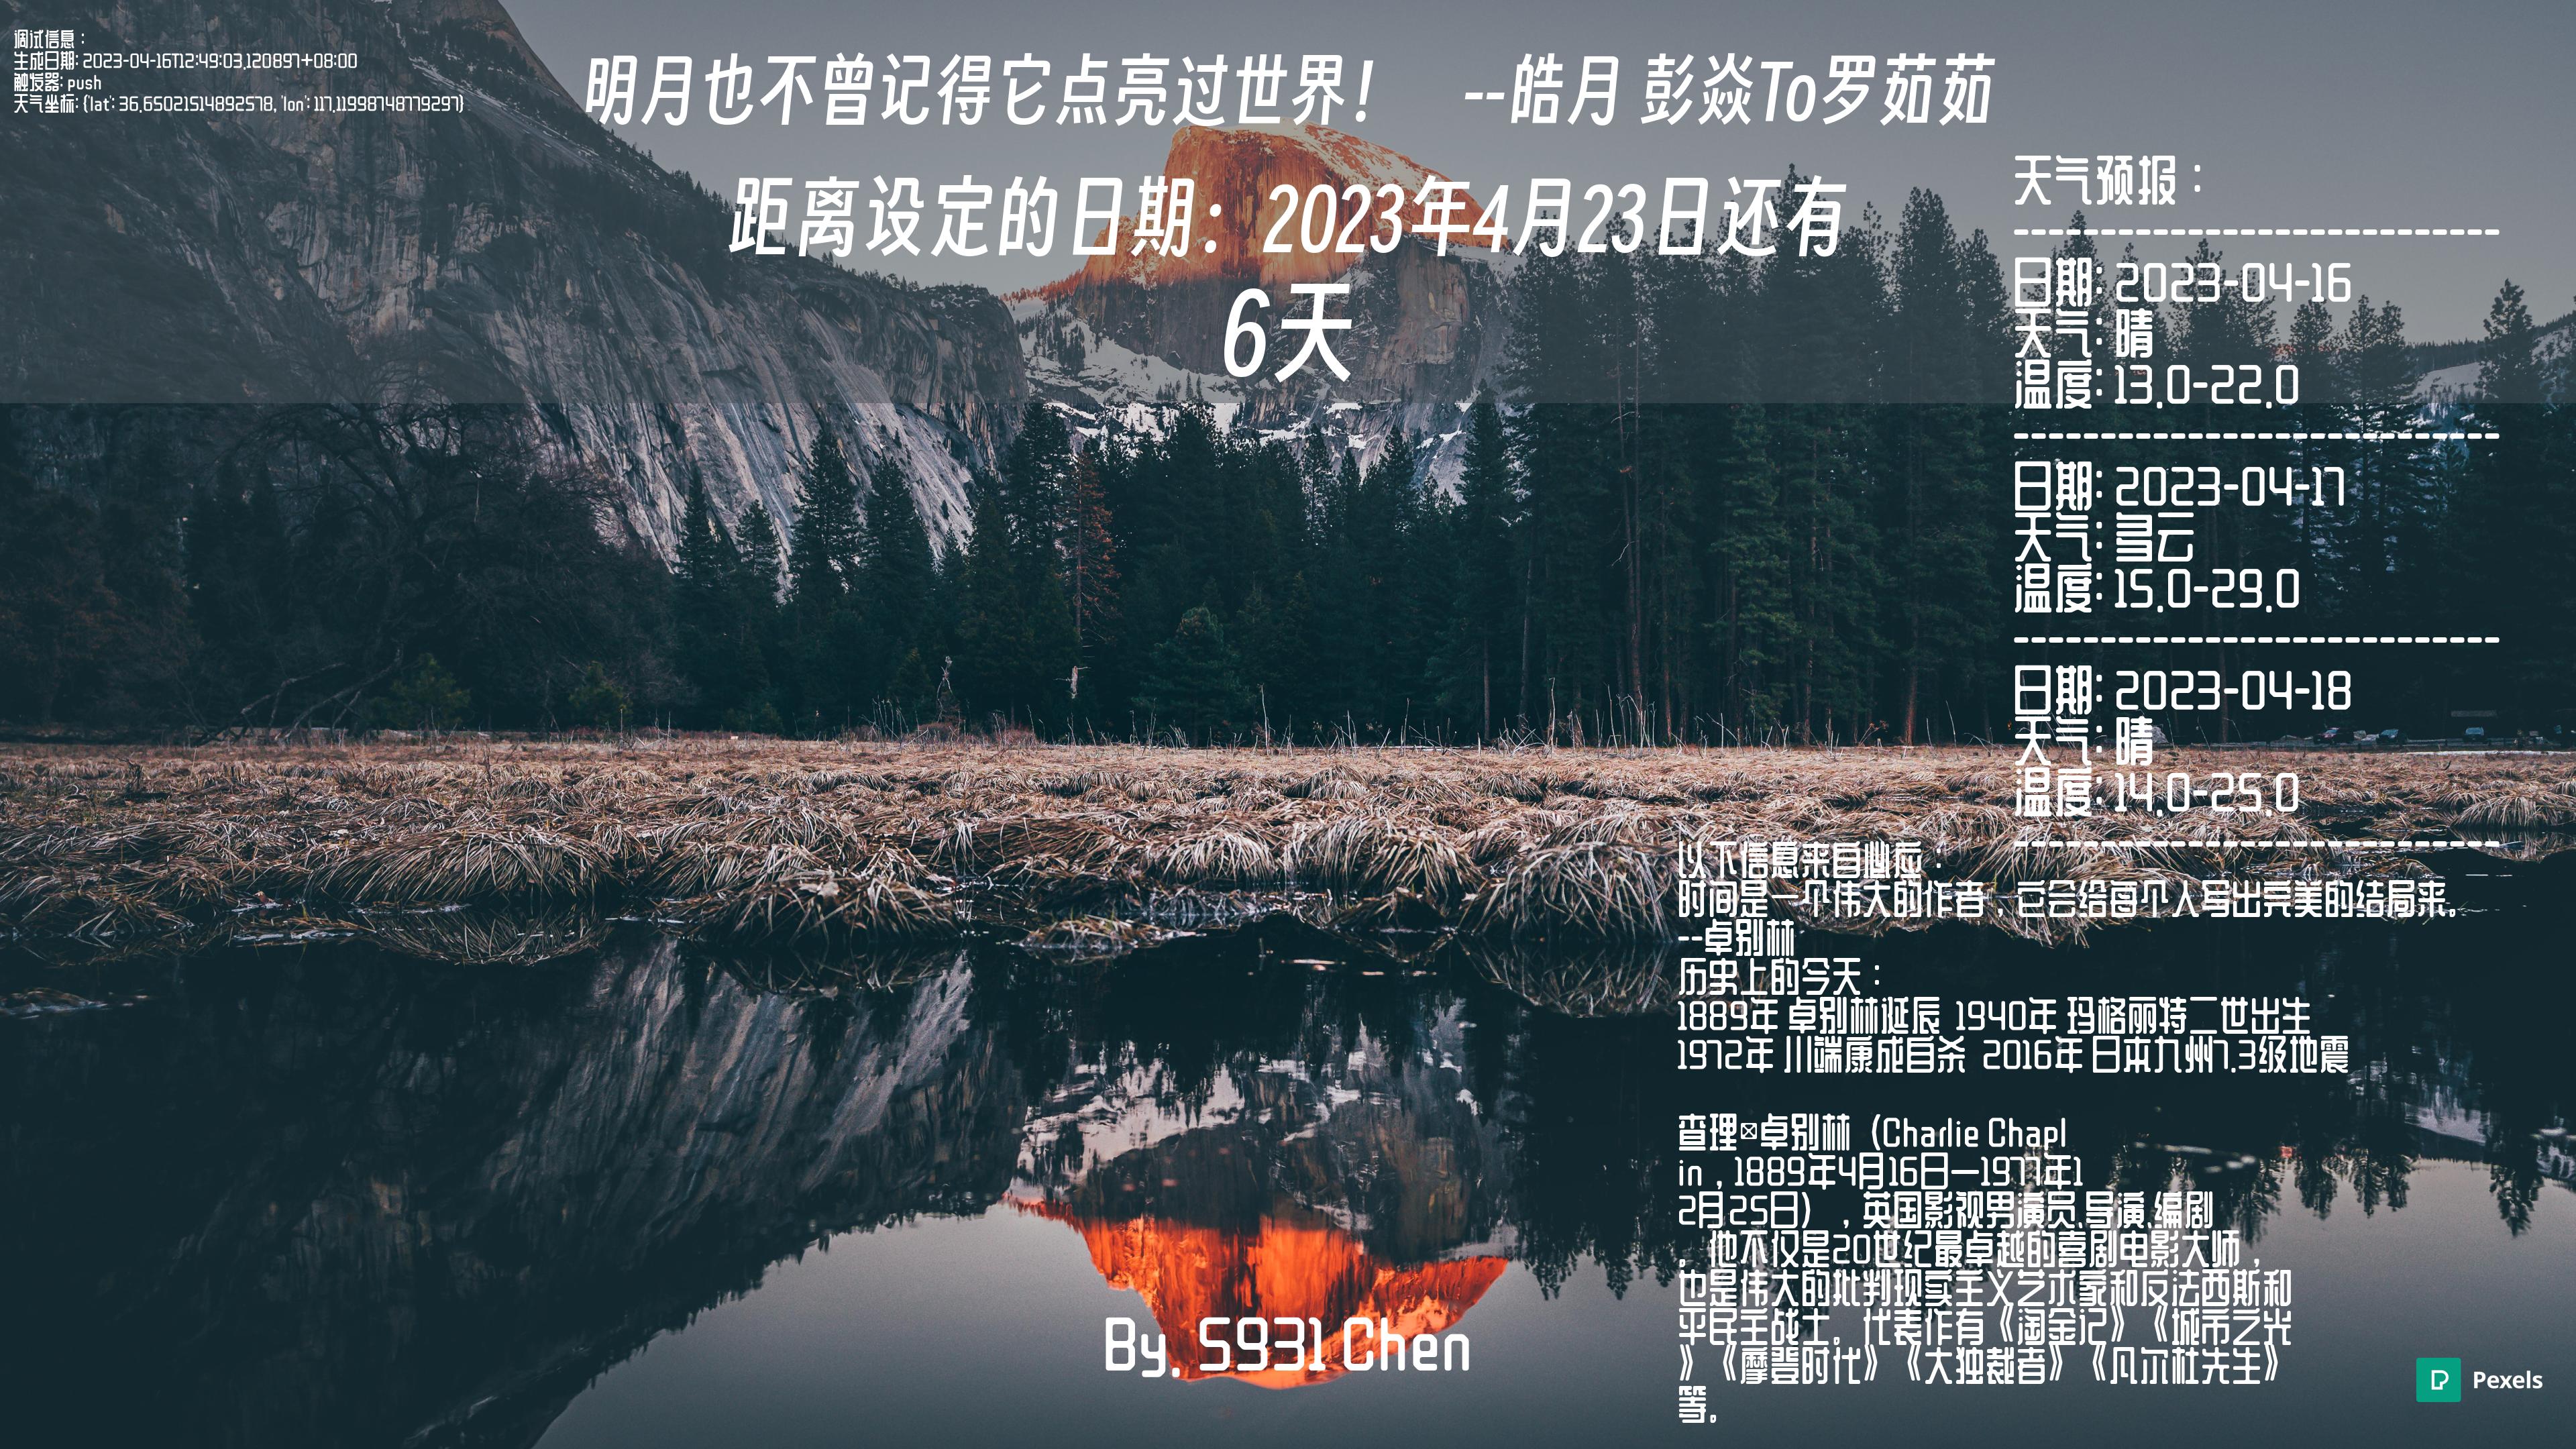 调试信息：
生成日期: 2023-04-16T12:49:03.120897+08:00
触发器: push
天气坐标: {'lat': 36.65021514892578, 'lon': 117.11998748779297}
明月也不曾记得它点亮过世界！ --皓月 彭焱To罗茹茹
距离设定的日期：2023年4月23日还有
6天
天气预报：
----------------------------
日期: 2023-04-16
天气: 晴
温度: 13.0-22.0
----------------------------
日期: 2023-04-17
天气: 多云
温度: 15.0-29.0
----------------------------
日期: 2023-04-18
天气: 晴
温度: 14.0-25.0
----------------------------
以下信息来自必应：
时间是一个伟大的作者，它会给每个人写出完美的结局来。
--卓别林
历史上的今天：
1889年 卓别林诞辰 1940年 玛格丽特二世出生
1972年 川端康成自杀 2016年 日本九州7.3级地震
查理☒卓别林（Charlie Chapl
in，1889年4月16日—1977年1
2月25日），英国影视男演员、导演、编剧
。他不仅是20世纪最卓越的喜剧电影大师，
也是伟大的批判现实主义艺术家和反法西斯和
平民主战士。代表作有《淘金记》《城市之光
》《摩登时代》《大独裁者》《凡尔杜先生》
等。
By. 5931 Chen
Pexels